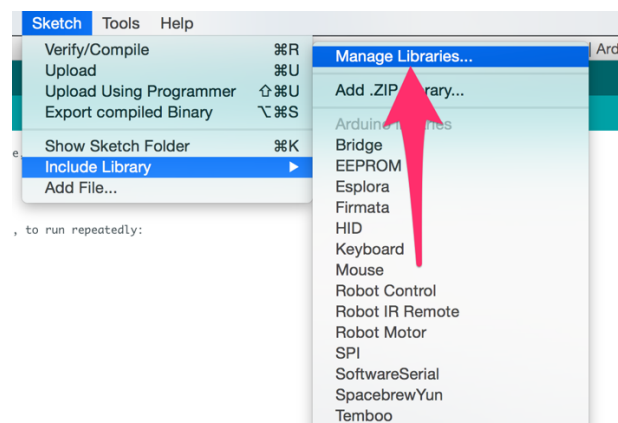 Sketch Tools Help
Verify/Compile ⌘R
Upload ⌘U
Upload Using Programmer ⇧⌘U
Export compiled Binary ⌥⌘S
Show Sketch Folder ⌘K
Include Library ▶
Add File...
, to run repeatedly:
Manage Libraries...
Add .ZIP
Arduino
Bridge
EEPROM
Esplora
Firmata
HID
Keyboard
Mouse
Robot Control
Robot IR Remote
Robot Motor
SPI
SoftwareSerial
SpacebrewYun
Temboo
Ard